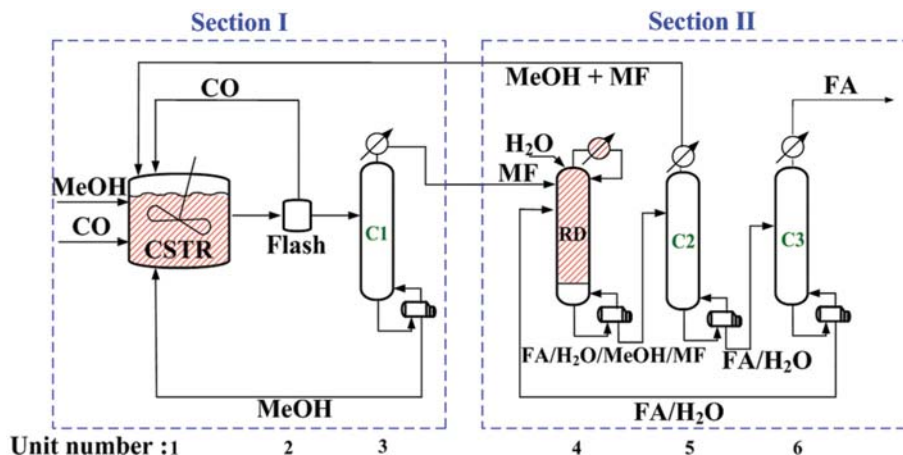 Section I
Section II
MeOH + MF
CO
FA
H₂O
MF
MeOH
CO
CSTR
Flash
C1
RD
C2
C3
FA/H₂O/MeOH/MF
FA/H₂O
MeOH
FA/H₂O
Unit number :1 2 3 4 5 6